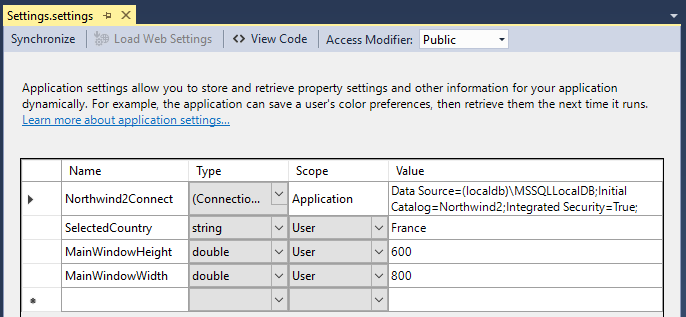 Settings.settings
Synchronize Load Web Settings <> View Code Access Modifier: Public
Application settings allow you to store and retrieve property settings and other information for your application
dynamically. For example, the application can save a user's color preferences, then retrieve them the next time it runs.
Learn more about application settings...
Name Type Scope Value
Northwind2Connect (Connectio... Application Data Source=(localdb)\MSSQLLocalDB;Initial
Catalog=Northwind2;Integrated Security=True;
SelectedCountry string User France
MainWindowHeight double User 600
MainWindowWidth double User 800